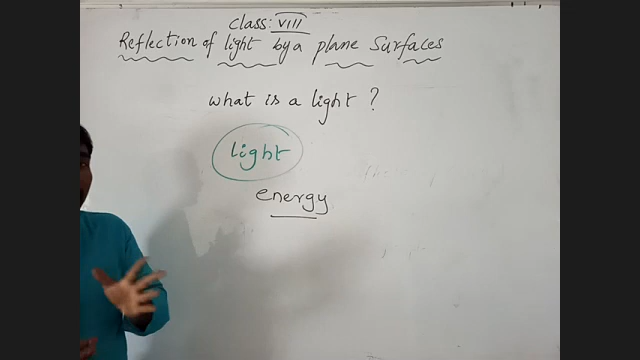 class: VIII
Reflection of light by a plane Surfaces
what is a light ?
light
energy